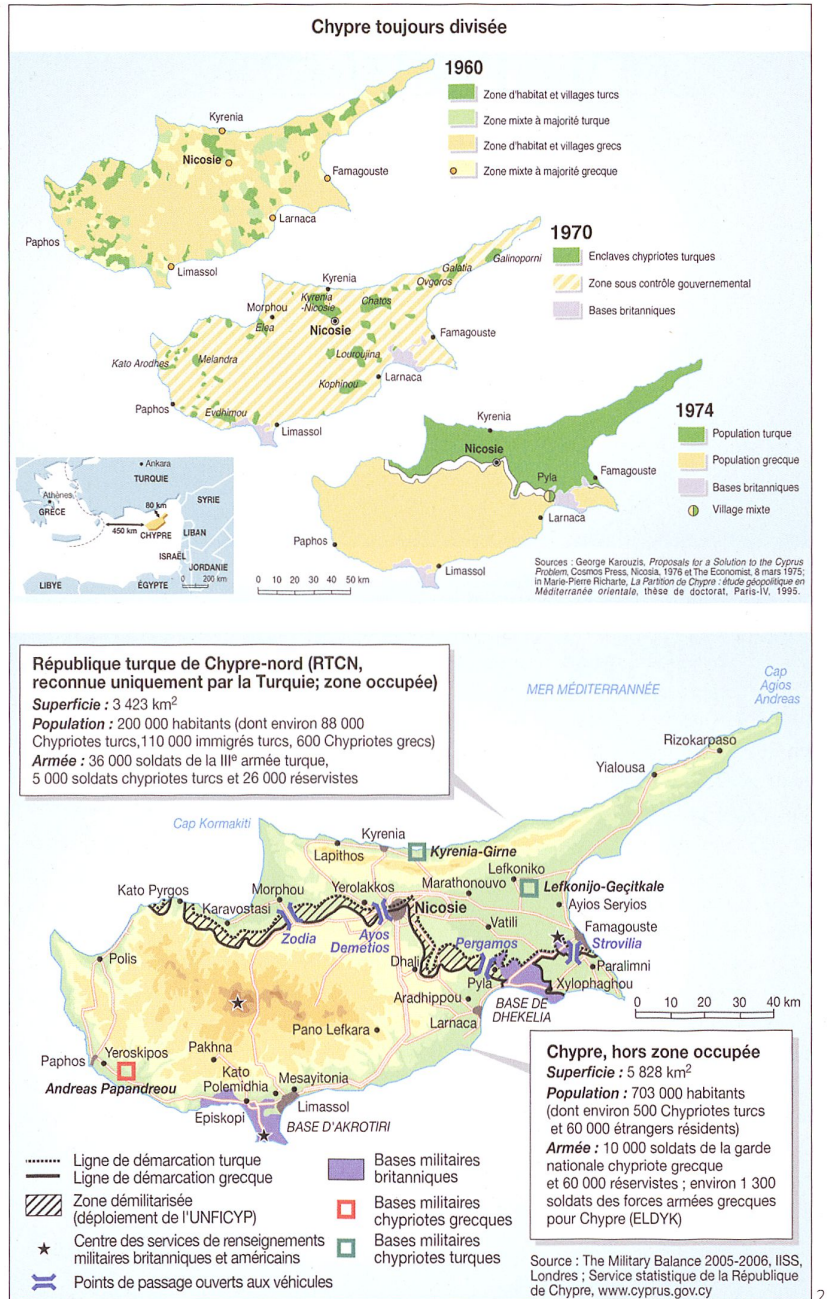 Chypre toujours divisée
1960
Zone d'habitat et villages turcs
Zone mixte à majorité turque
Zone d'habitat et villages grecs
Zone mixte à majorité grecque
Kyrenia
Nicosie
Famagouste
Larnaca
Paphos
Limassol
1970
Enclaves chypriotes turques
Zone sous contrôle gouvernemental
Bases britanniques
Galinoporni
Galatia
Ovgoros
Kyrenia
Kyrenia
-Nicosie
Chatos
Morphou
Elea
Nicosie
Famagouste
Louroujina
Kato Arodhes
Melandra
Kophinou
Larnaca
Paphos
Evdhimou
Limassol
1974
Population turque
Population grecque
Bases britanniques
Village mixte
Kyrenia
Nicosie
Pyla
Famagouste
Larnaca
Paphos
Limassol
Ankara
TURQUIE
Athènes
GRÈCE
80 km
450 km
CHYPRE
SYRIE
LIBAN
ISRAËL
JORDANIE
LIBYE
ÉGYPTE
0 200 km
0 10 20 30 40 50 km
Sources : George Karouzis, Proposals for a Solution to the Cyprus
Problem, Cosmos Press, Nicosia, 1976 et The Economist, 8 mars 1975;
in Marie-Pierre Richarte, La Partition de Chypre : étude géopolitique en
Méditerranée orientale, thèse de doctorat, Paris-IV, 1995.
République turque de Chypre-nord (RTCN,
reconnue uniquement par la Turquie; zone occupée)
Superficie : 3 423 km²
Population : 200 000 habitants (dont environ 88 000
Chypriotes turcs,110 000 immigrés turcs, 600 Chypriotes grecs)
Armée : 36 000 soldats de la IIIe armée turque,
5 000 soldats chypriotes turcs et 26 000 réservistes
MER MÉDITERRANNÉE
Cap
Agios
Andreas
Rizokarpaso
Yialousa
Cap Kormakiti
Kyrenia
Lapithos
Kyrenia-Girne
Lefkoniko
Lefkonijo-Geçitkale
Kato Pyrgos
Morphou
Yerolakkos
Marathonouvo
Ayios Seryios
Karavostasi
Nicosie
Zodia
Ayos
Demetios
Vatili
Famagouste
Strovilia
Pergamos
Polis
Dhali
Pyla
Paralimni
Xylophaghou
Aradhippou
BASE DE
DHEKELIA
Larnaca
Pano Lefkara
0 10 20 30 40 km
Paphos
Yeroskipos
Pakhna
Kato
Polemidhia
Mesayitonia
Andreas Papandreou
Episkopi
Limassol
BASE D'AKROTIRI
Chypre, hors zone occupée
Superficie : 5 828 km²
Population : 703 000 habitants
(dont environ 500 Chypriotes turcs
et 60 000 étrangers résidents)
Armée : 10 000 soldats de la garde
nationale chypriote grecque
et 60 000 réservistes ; environ 1 300
soldats des forces armées grecques
pour Chypre (ELDYK)
Ligne de démarcation turque
Ligne de démarcation grecque
Zone démilitarisée
(déploiement de l'UNFICYP)
Centre des services de renseignements
militaires britanniques et américains
Points de passage ouverts aux véhicules
Bases militaires
britanniques
Bases militaires
chypriotes grecques
Bases militaires
chypriotes turques
Source : The Military Balance 2005-2006, IISS,
Londres ; Service statistique de la République
de Chypre, www.cyprus.gov.cy
2